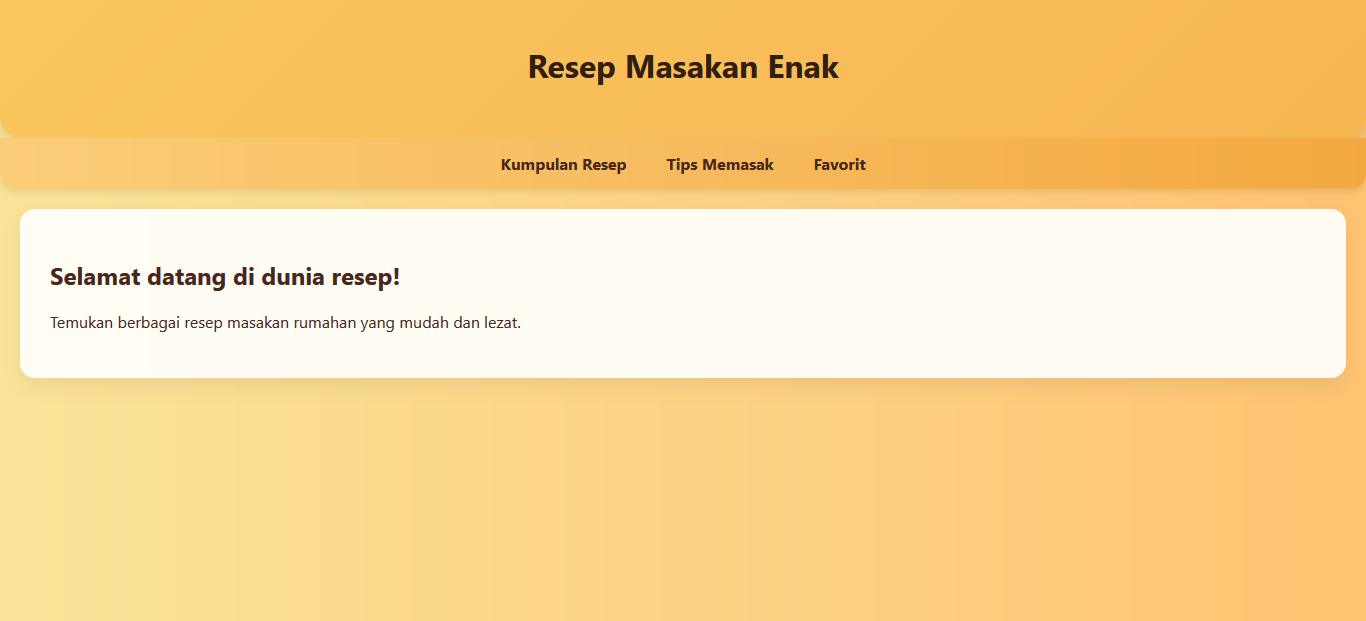 Resep Masakan Enak
Kumpulan Resep Tips Memasak Favorit
Selamat datang di dunia resep!
Temukan berbagai resep masakan rumahan yang mudah dan lezat.